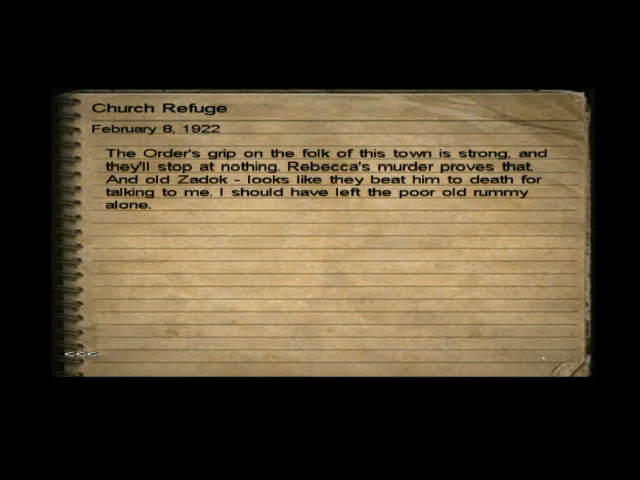 Church Refuge
February 8, 1922
The Order's grip on the folk of this town is strong, and
they'll stop at nothing. Rebecca's murder proves that.
And old Zadok - looks like they beat him to death for
talking to me. I should have left the poor old rummy
alone.
<<<